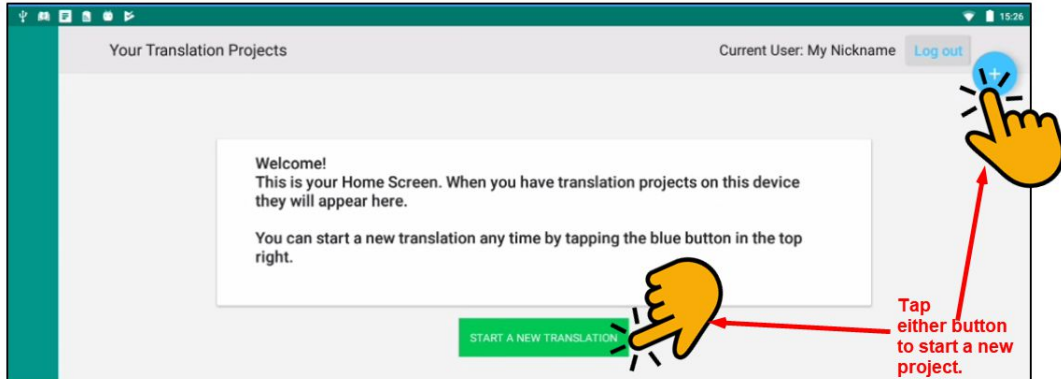 15:26
Your Translation Projects
Current User: My Nickname
Log out
+
Welcome!
This is your Home Screen. When you have translation projects on this device
they will appear here.
You can start a new translation any time by tapping the blue button in the top
right.
START A NEW TRANSLATION
Tap
either button
to start a new
project.